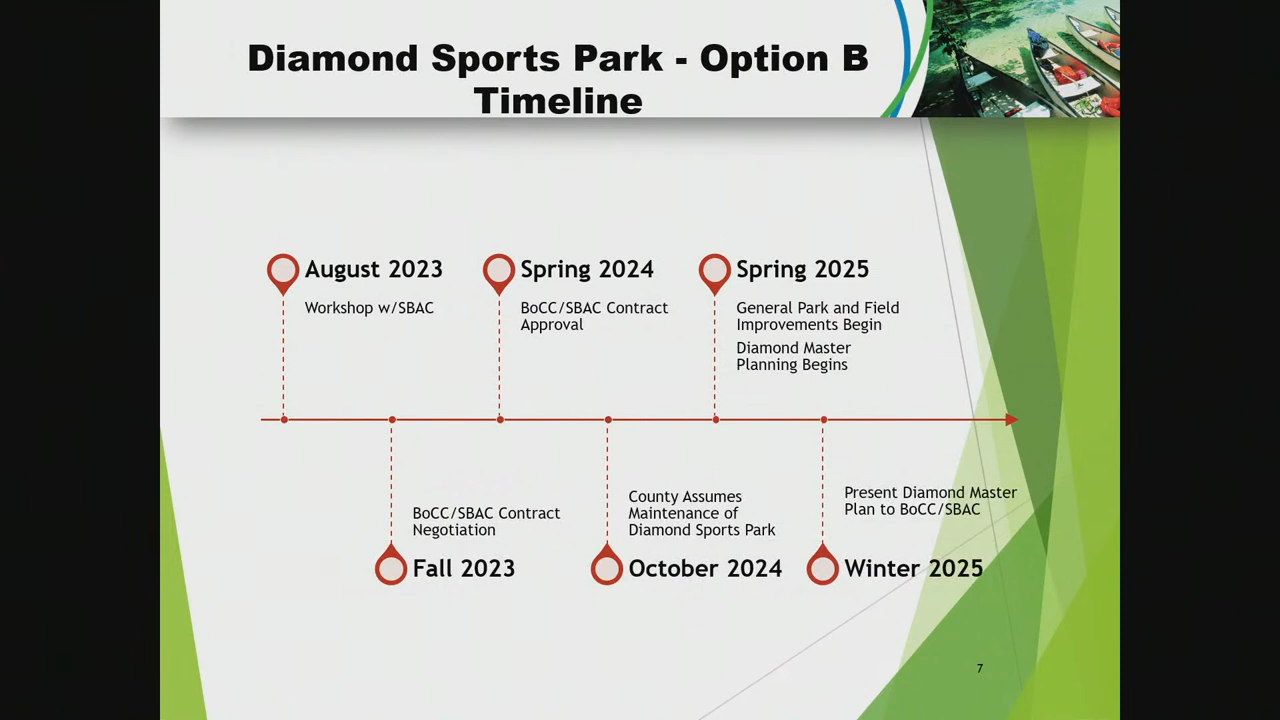 Diamond Sports Park - Option B
Timeline
August 2023
Workshop w/SBAC
Spring 2024
BoCC/SBAC Contract
Approval
Spring 2025
General Park and Field
Improvements Begin
Diamond Master
Planning Begins
BoCC/SBAC Contract
Negotiation
Fall 2023
County Assumes
Maintenance of
Diamond Sports Park
October 2024
Present Diamond Master
Plan to BoCC/SBAC
Winter 2025
7